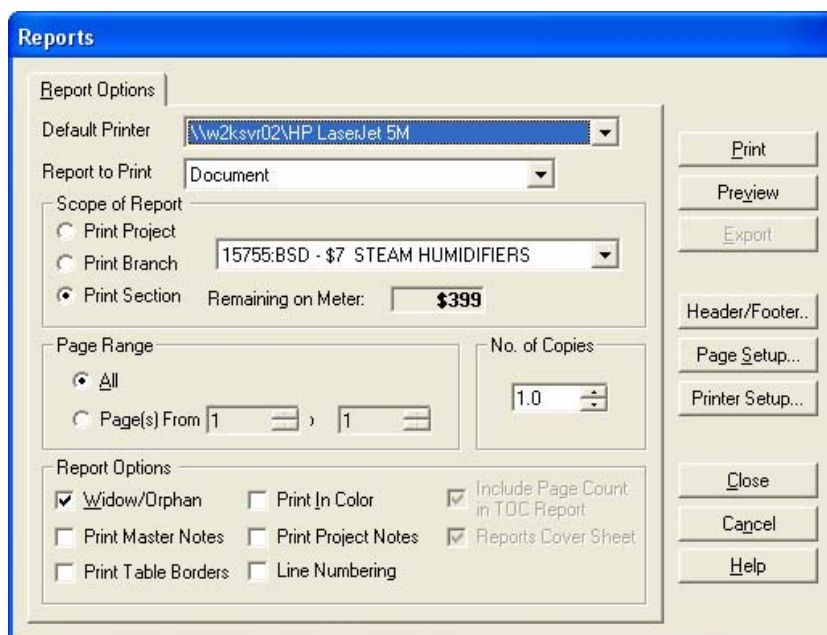 Reports
Report Options
Default Printer \\w2ksvr02\HP LaserJet 5M
Report to Print Document
Scope of Report
Print Project
Print Branch
15755:BSD - $7 STEAM HUMIDIFIERS
Print Section Remaining on Meter: $399
Page Range
All
Page(s) From 1 › 1
No. of Copies
1.0
Report Options
Widow/Orphan Print In Color Include Page Count
in TOC Report
Print Master Notes Print Project Notes Reports Cover Sheet
Print Table Borders Line Numbering
Print
Preview
Export
Header/Footer..
Page Setup...
Printer Setup...
Close
Cancel
Help